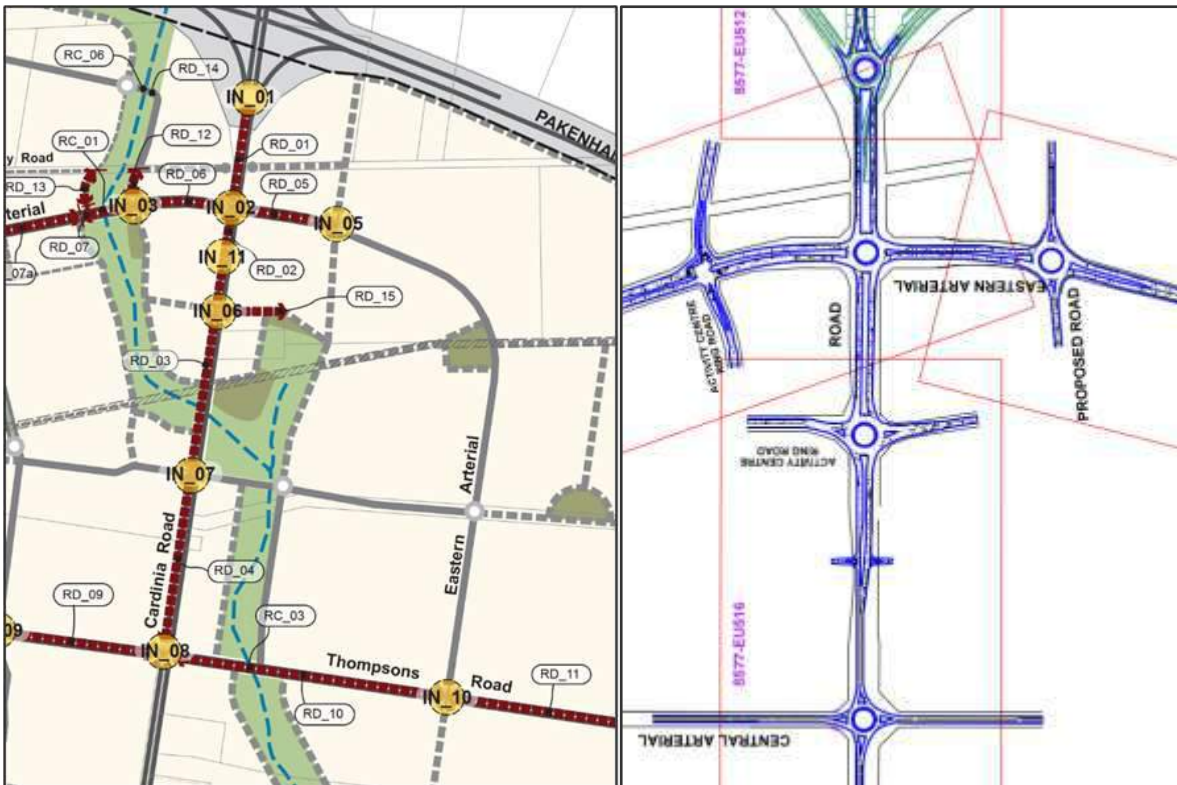 RC_06
RD_14
IN_01
PAKENHAM
RC_01
RD_12
RD_01
y Road
RD_06
RD_05
RD_13
IN_03
IN_02
IN_05
terial
RD_07
IN_11
_07a
RD_02
RD_15
IN_06
RD_03
Arterial
IN_07
Cardinia Road
RD_04
Eastern
RD_09
RC_03
09
IN_08
Thompsons Road
RD_11
IN_10
RD_10
8577-EU512
EASTERN ARTERIAL
ACTIVITY CENTRE
RING ROAD
ROAD
PROPOSED ROAD
ACTIVITY CENTRE
RING ROAD
8577-EU516
CENTRAL ARTERIAL